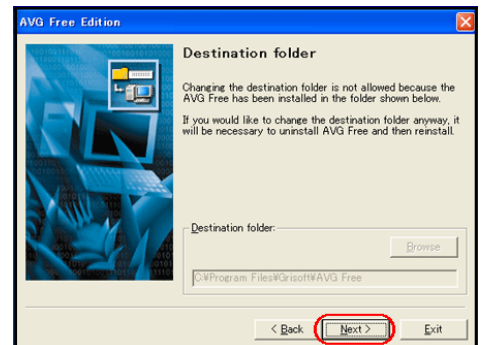 AVG Free Edition
Destination folder
Changing the destination folder is not allowed because the
AVG Free has been installed in the folder shown below.
If you would like to change the destination folder anyway, it
will be necessary to uninstall AVG Free and then reinstall.
Destination folder:
Browse
C:¥Program Files¥Grisoft¥AVG Free
< Back
Next >
Exit